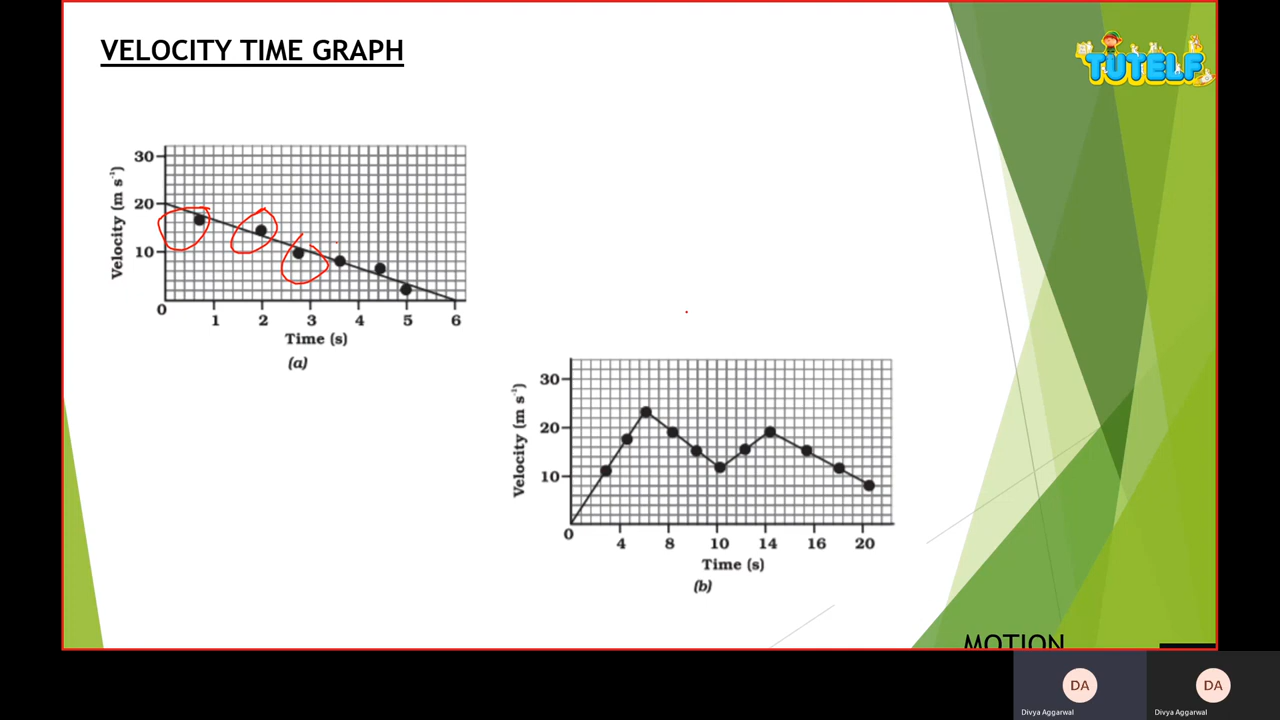 VELOCITY TIME GRAPH
TUTELF
30
20
10
0
Velocity (m s⁻¹)
1 2 3 4 5 6
Time (s)
(a)
30
20
10
0
Velocity (m s⁻¹)
4 8 10 14 16 20
Time (s)
(b)
MOTION
DA
Divya Aggarwal
DA
Divya Aggarwal